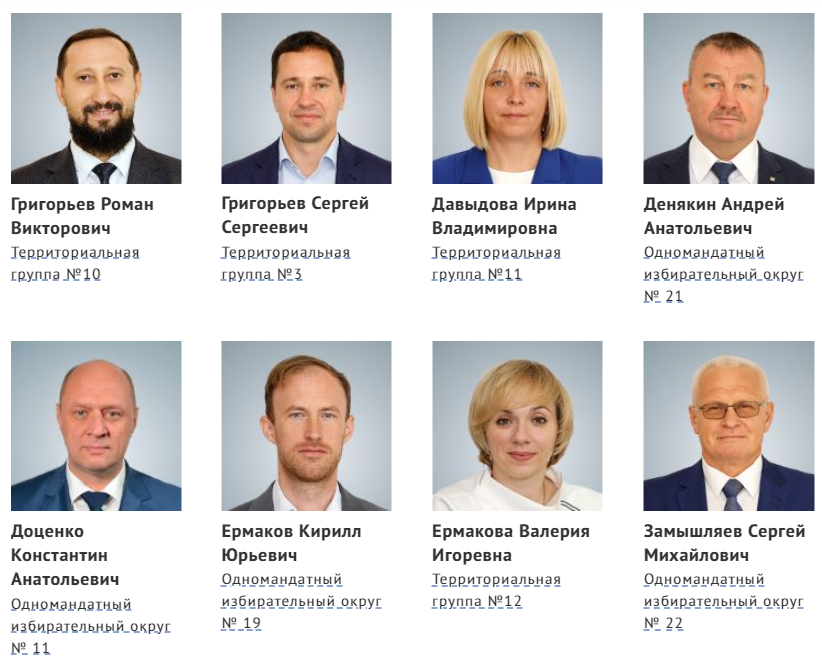 Григорьев Роман
Викторович
Территориальная
группа №10
Григорьев Сергей
Сергеевич
Территориальная
группа №3
Давыдова Ирина
Владимировна
Территориальная
группа №11
Денякин Андрей
Анатольевич
Одномандатный
избирательный округ
№ 21
Доценко
Константин
Анатольевич
Одномандатный
избирательный округ
№ 11
Ермаков Кирилл
Юрьевич
Одномандатный
избирательный округ
№ 19
Ермакова Валерия
Игоревна
Территориальная
группа №12
Замышляев Сергей
Михайлович
Одномандатный
избирательный округ
№ 22